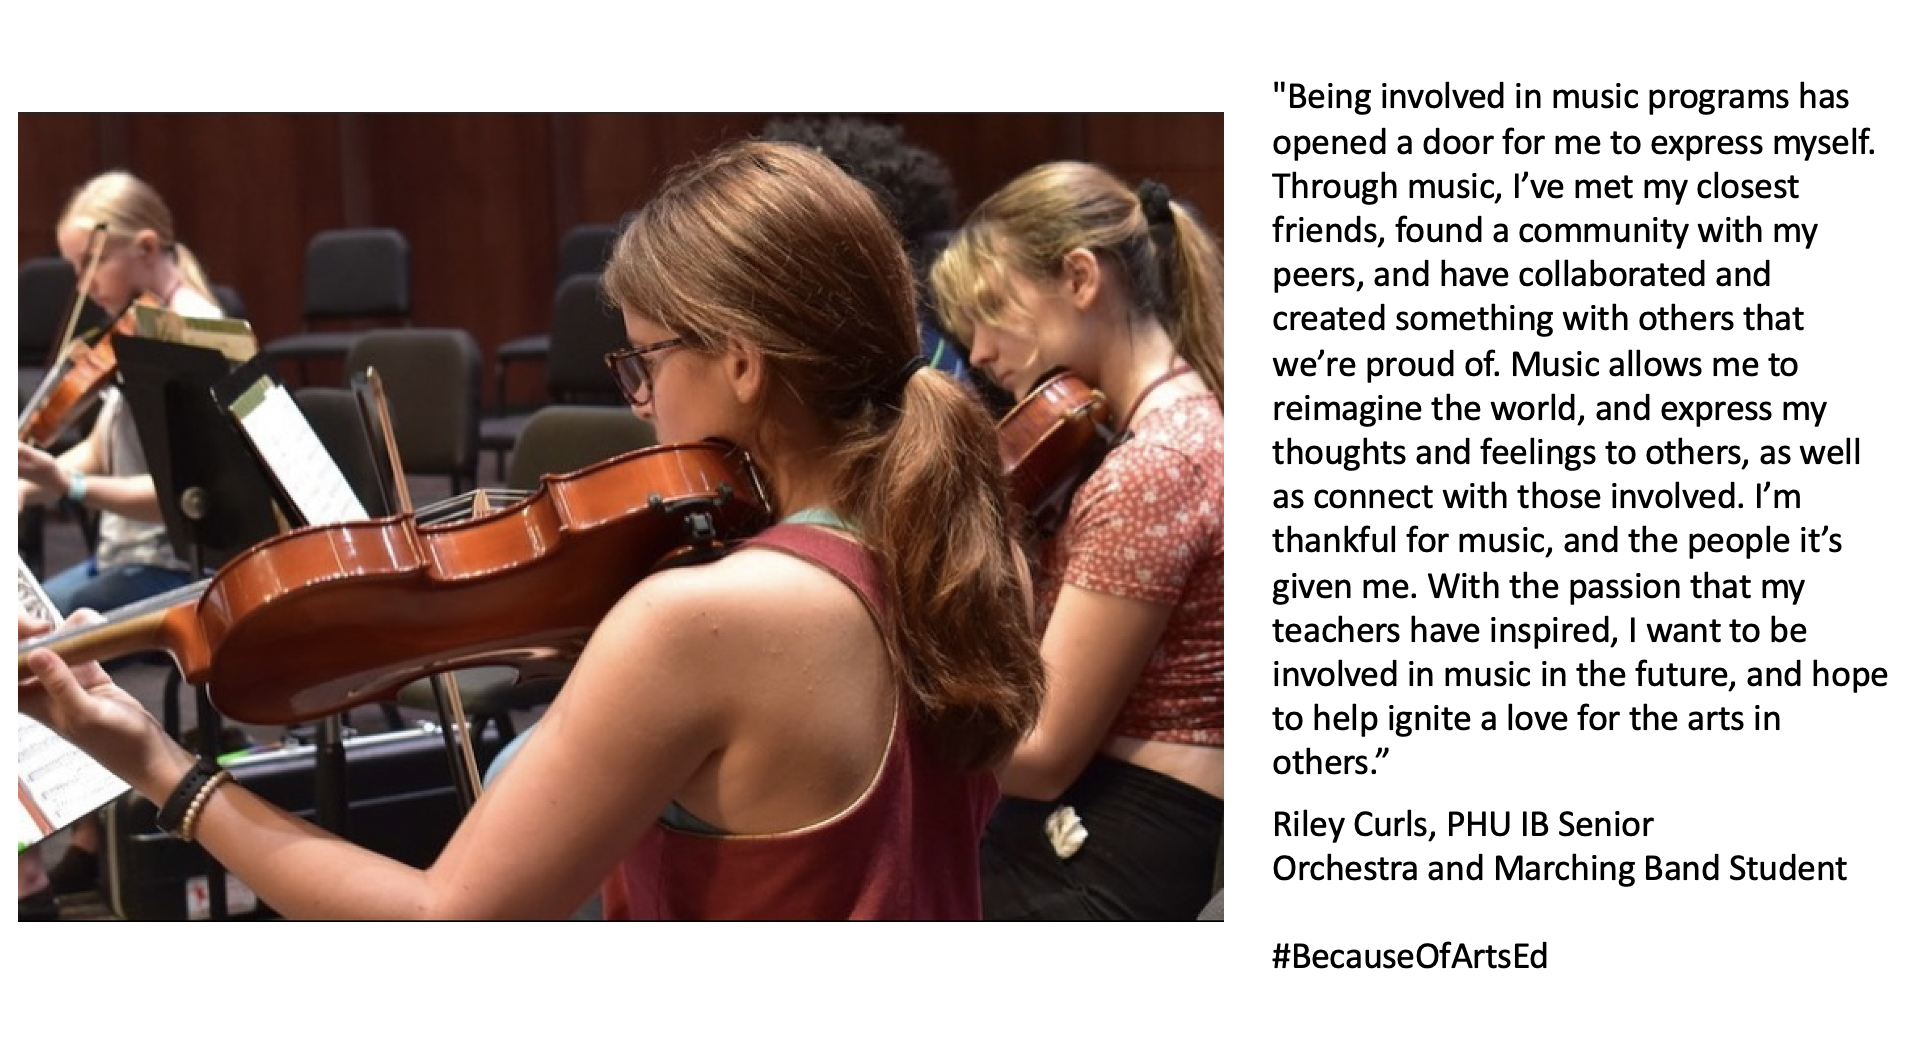 "Being involved in music programs has
opened a door for me to express myself.
Through music, I’ve met my closest
friends, found a community with my
peers, and have collaborated and
created something with others that
we’re proud of. Music allows me to
reimagine the world, and express my
thoughts and feelings to others, as well
as connect with those involved. I’m
thankful for music, and the people it’s
given me. With the passion that my
teachers have inspired, I want to be
involved in music in the future, and hope
to help ignite a love for the arts in
others.”
Riley Curls, PHU IB Senior
Orchestra and Marching Band Student
#BecauseOfArtsEd